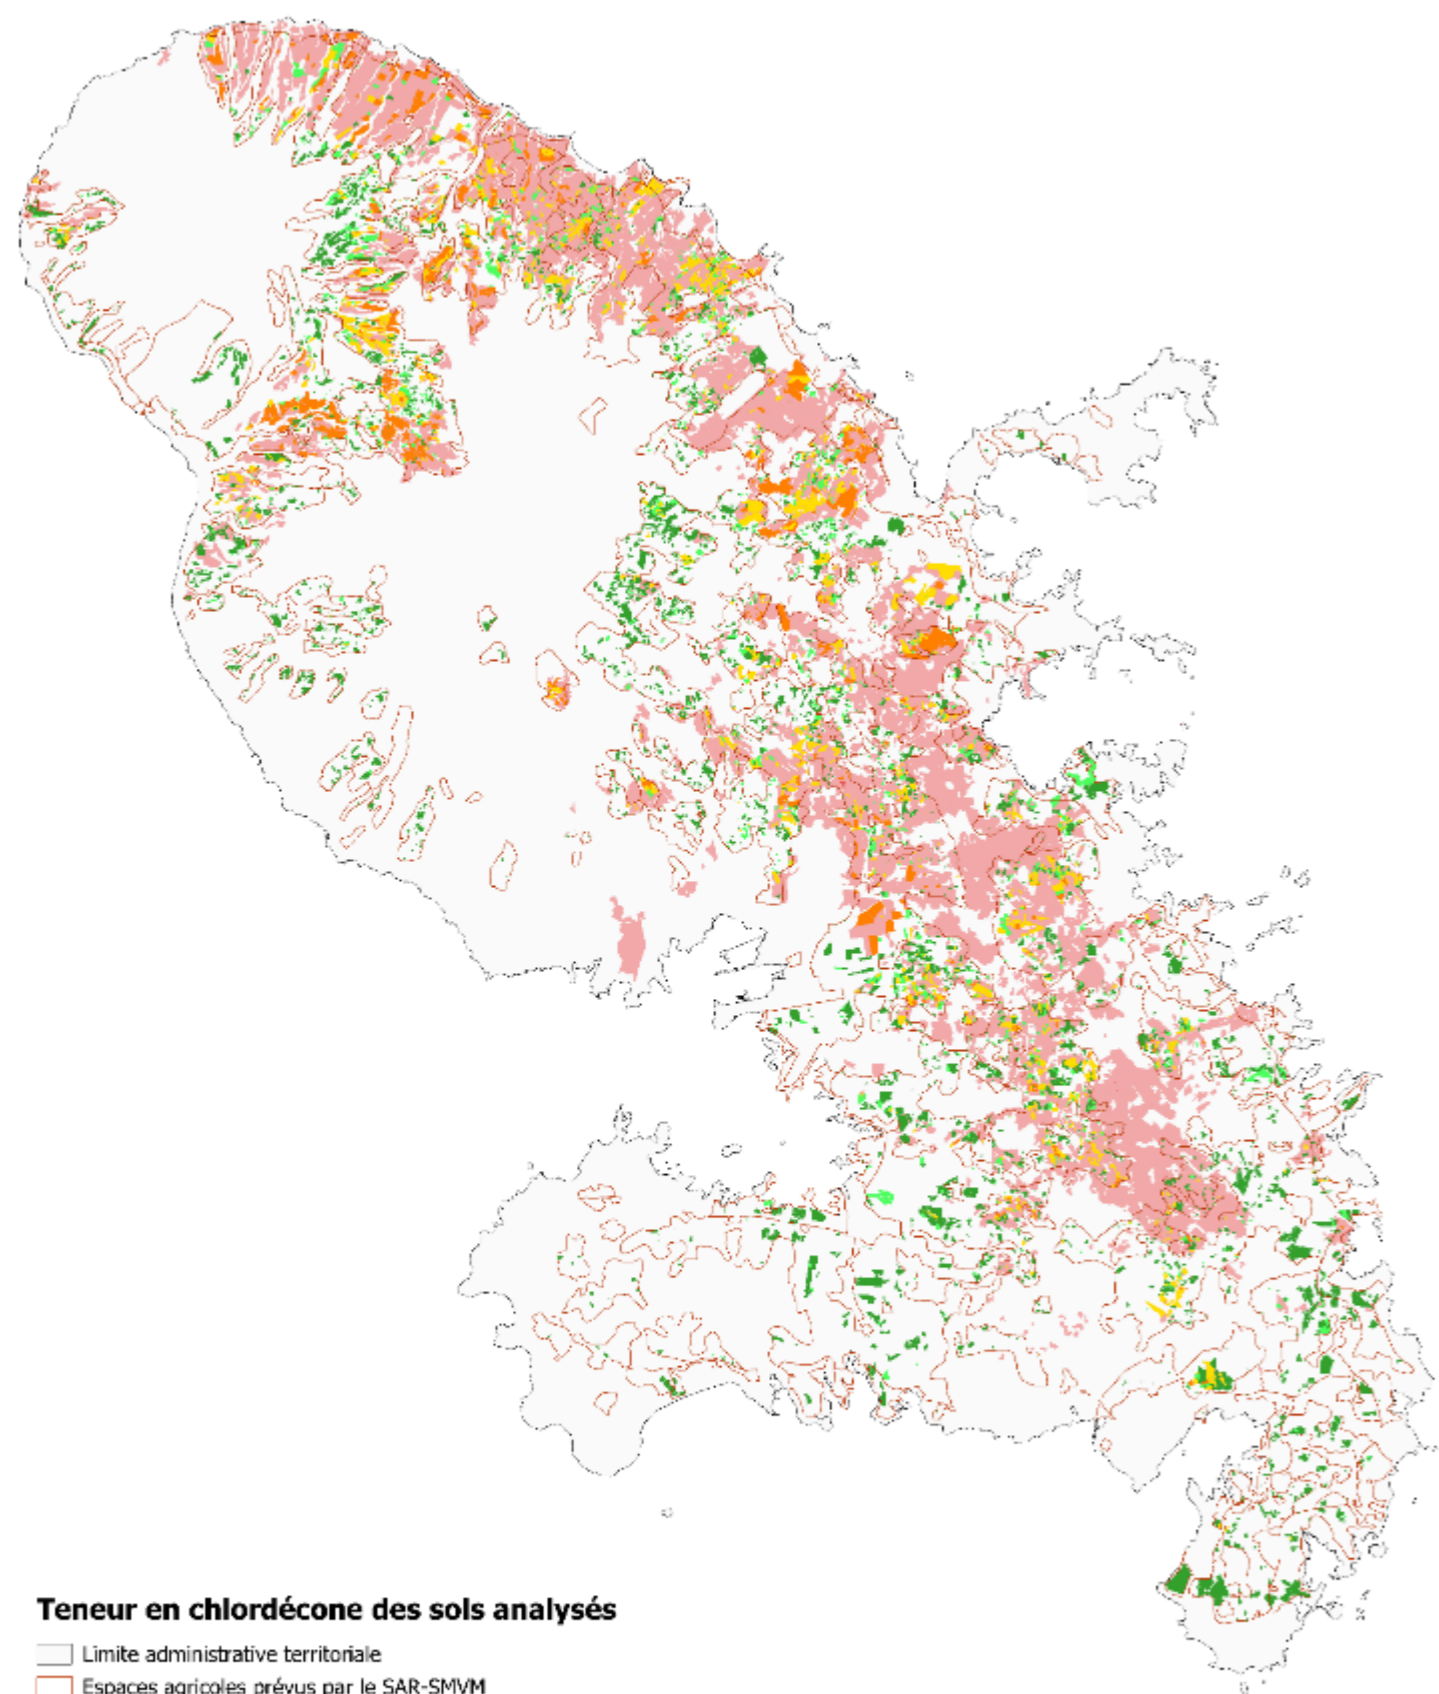 Teneur en chlordécone des sols analysés
Limite administrative territoriale
Espaces agricoles prévus par le SAR-SMVM